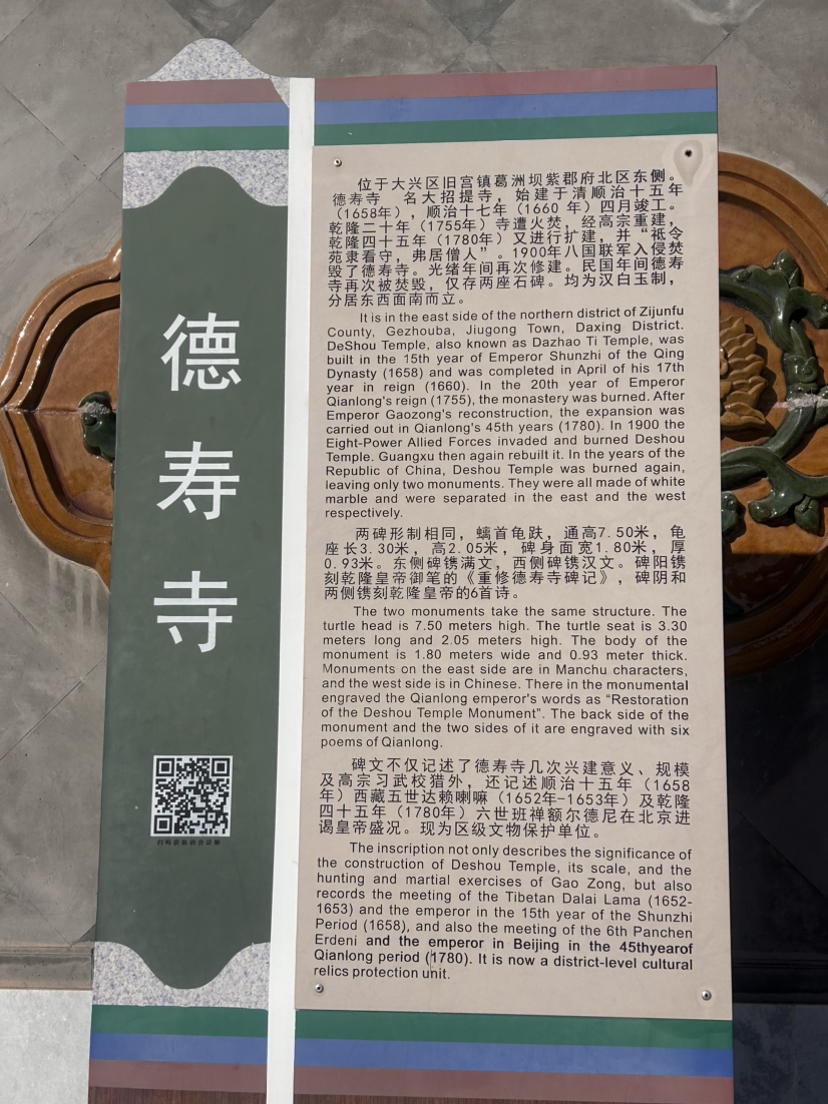 德寿寺
位于大兴区旧宫镇葛洲坝紫郡府北区东侧。
德寿寺 名大招提寺，始建于清顺治十五年
（1658年），顺治十七年（1660 年）四月竣工。
乾隆二十年（1755年）寺遭火焚，经高宗重建，
乾隆四十五年（1780年）又进行扩建，并“祇令
苑隶看守，弗居僧人”。1900年八国联军入侵焚
毁了德寿寺。光绪年间再次修建。民国年间德寿
寺再次被焚毁，仅存两座石碑。均为汉白玉制，
分居东西面南而立。
It is in the east side of the northern district of Zijunfu
County, Gezhouba, Jiugong Town, Daxing District.
DeShou Temple, also known as Dazhao Ti Temple, was
built in the 15th year of Emperor Shunzhi of the Qing
Dynasty (1658) and was completed in April of his 17th
year in reign (1660). In the 20th year of Emperor
Qianlong's reign (1755), the monastery was burned. After
Emperor Gaozong's reconstruction, the expansion was
carried out in Qianlong's 45th years (1780). In 1900 the
Eight-Power Allied Forces invaded and burned Deshou
Temple. Guangxu then again rebuilt it. In the years of the
Republic of China, Deshou Temple was burned again,
leaving only two monuments. They were all made of white
marble and were separated in the east and the west
respectively.
两碑形制相同，螭首龟趺，通高7.50米，龟
座长3.30米，高2.05米，碑身面宽1.80米，厚
0.93米。东侧碑镌满文，西侧碑镌汉文。碑阳镌
刻乾隆皇帝御笔的《重修德寿寺碑记》，碑阴和
两侧镌刻乾隆皇帝的6首诗。
The two monuments take the same structure. The
turtle head is 7.50 meters high. The turtle seat is 3.30
meters long and 2.05 meters high. The body of the
monument is 1.80 meters wide and 0.93 meter thick.
Monuments on the east side are in Manchu characters,
and the west side is in Chinese. There in the monumental
engraved the Qianlong emperor's words as “Restoration
of the Deshou Temple Monument”. The back side of the
monument and the two sides of it are engraved with six
poems of Qianlong.
碑文不仅记述了德寿寺几次兴建意义、规模
及高宗习武校猎外，还记述顺治十五年（1658
年）西藏五世达赖喇嘛（1652年-1653年）及乾隆
四十五年（1780年）六世班禅额尔德尼在北京进
谒皇帝盛况。现为区级文物保护单位。
The inscription not only describes the significance of
the construction of Deshou Temple, its scale, and the
hunting and martial exercises of Gao Zong, but also
records the meeting of the Tibetan Dalai Lama (1652-
1653) and the emperor in the 15th year of the Shunzhi
Period (1658), and also the meeting of the 6th Panchen
Erdeni and the emperor in Beijing in the 45thyearof
Qianlong period (1780). It is now a district-level cultural
relics protection unit.